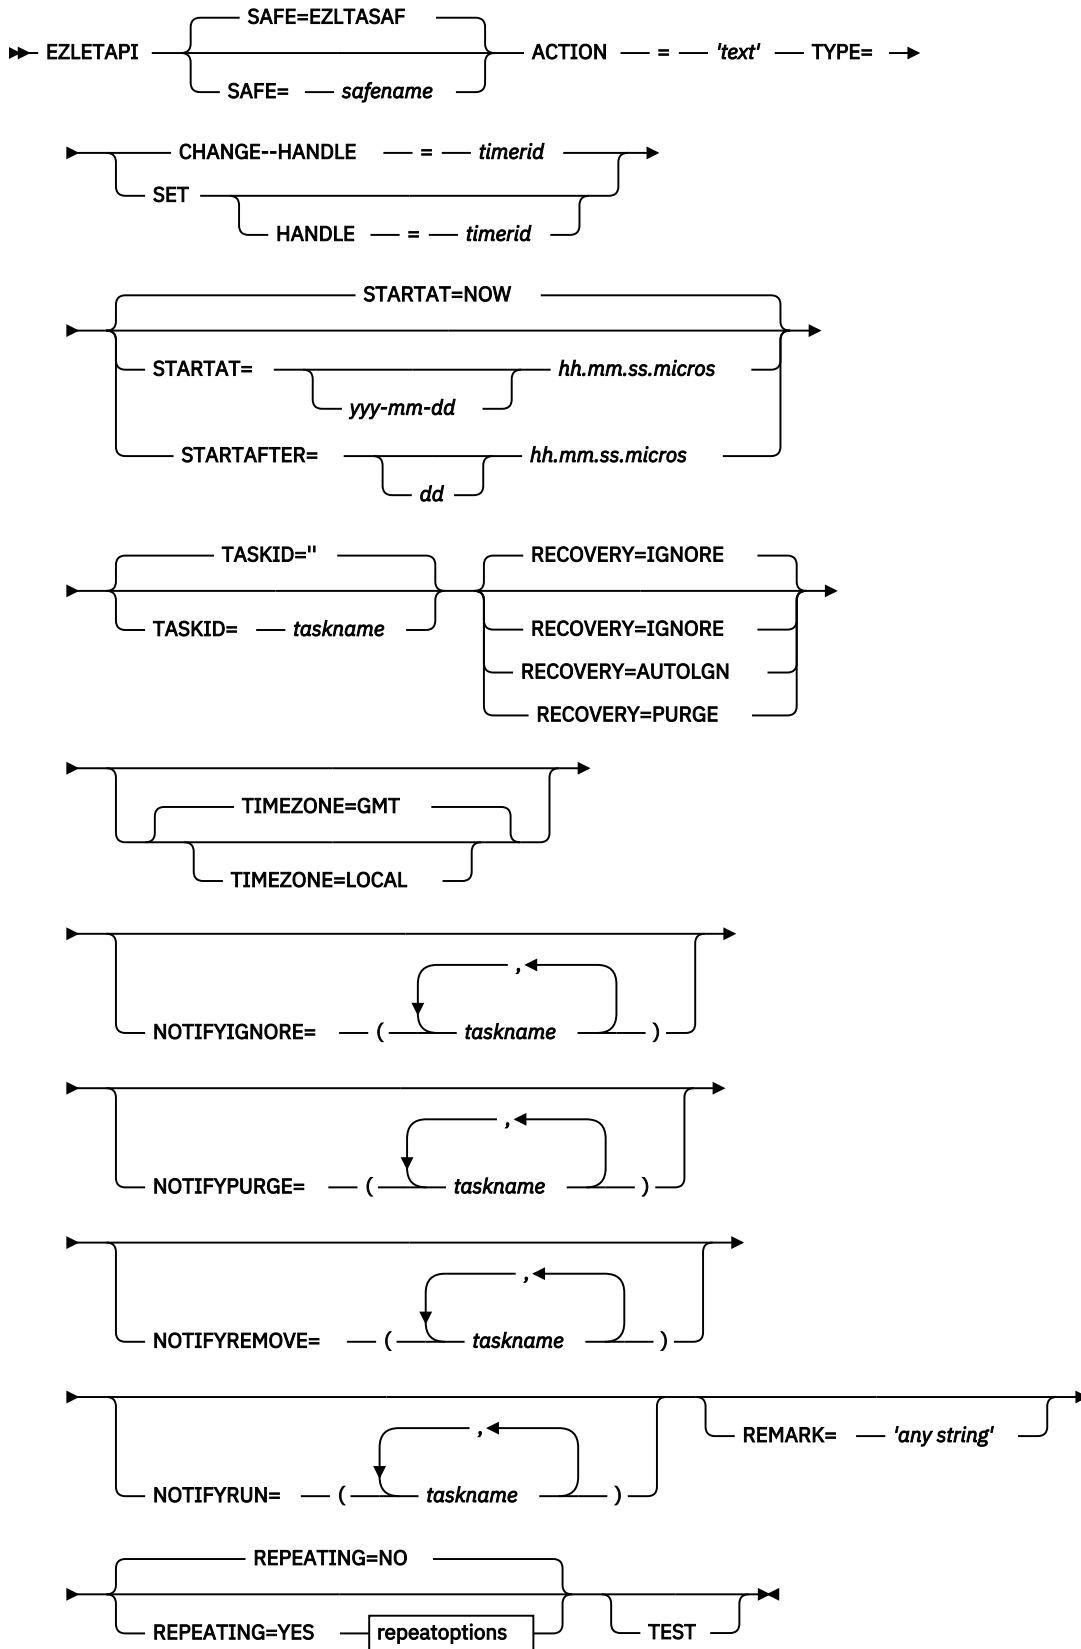 SAFE=EZLTASAF
EZLETAPI ACTION = 'text' TYPE=
SAFE= safename
CHANGE--HANDLE = timerid
SET
HANDLE = timerid
STARTAT=NOW
STARTAT= hh.mm.ss.micros
yyy-mm-dd
STARTAFTER= hh.mm.ss.micros
dd
TASKID='' RECOVERY=IGNORE
TASKID= taskname RECOVERY=IGNORE
RECOVERY=AUTOLGN
RECOVERY=PURGE
TIMEZONE=GMT
TIMEZONE=LOCAL
,
NOTIFYIGNORE= ( taskname )
,
NOTIFYPURGE= ( taskname )
,
NOTIFYREMOVE= ( taskname )
,
REMARK= 'any string'
NOTIFYRUN= ( taskname )
REPEATING=NO
REPEATING=YES repeatoptions TEST